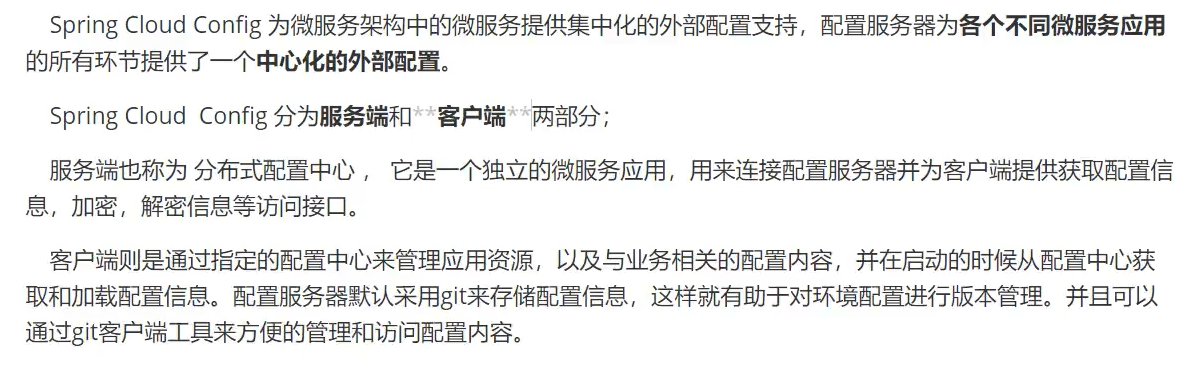 Spring Cloud Config 为微服务架构中的微服务提供集中化的外部配置支持，配置服务器为各个不同微服务应用
的所有环节提供了一个中心化的外部配置。
Spring Cloud  Config 分为服务端和**客户端**两部分；
服务端也称为 分布式配置中心 ， 它是一个独立的微服务应用，用来连接配置服务器并为客户端提供获取配置信
息，加密，解密信息等访问接口。
客户端则是通过指定的配置中心来管理应用资源，以及与业务相关的配置内容，并在启动的时候从配置中心获
取和加载配置信息。配置服务器默认采用git来存储配置信息，这样就有助于对环境配置进行版本管理。并且可以
通过git客户端工具来方便的管理和访问配置内容。